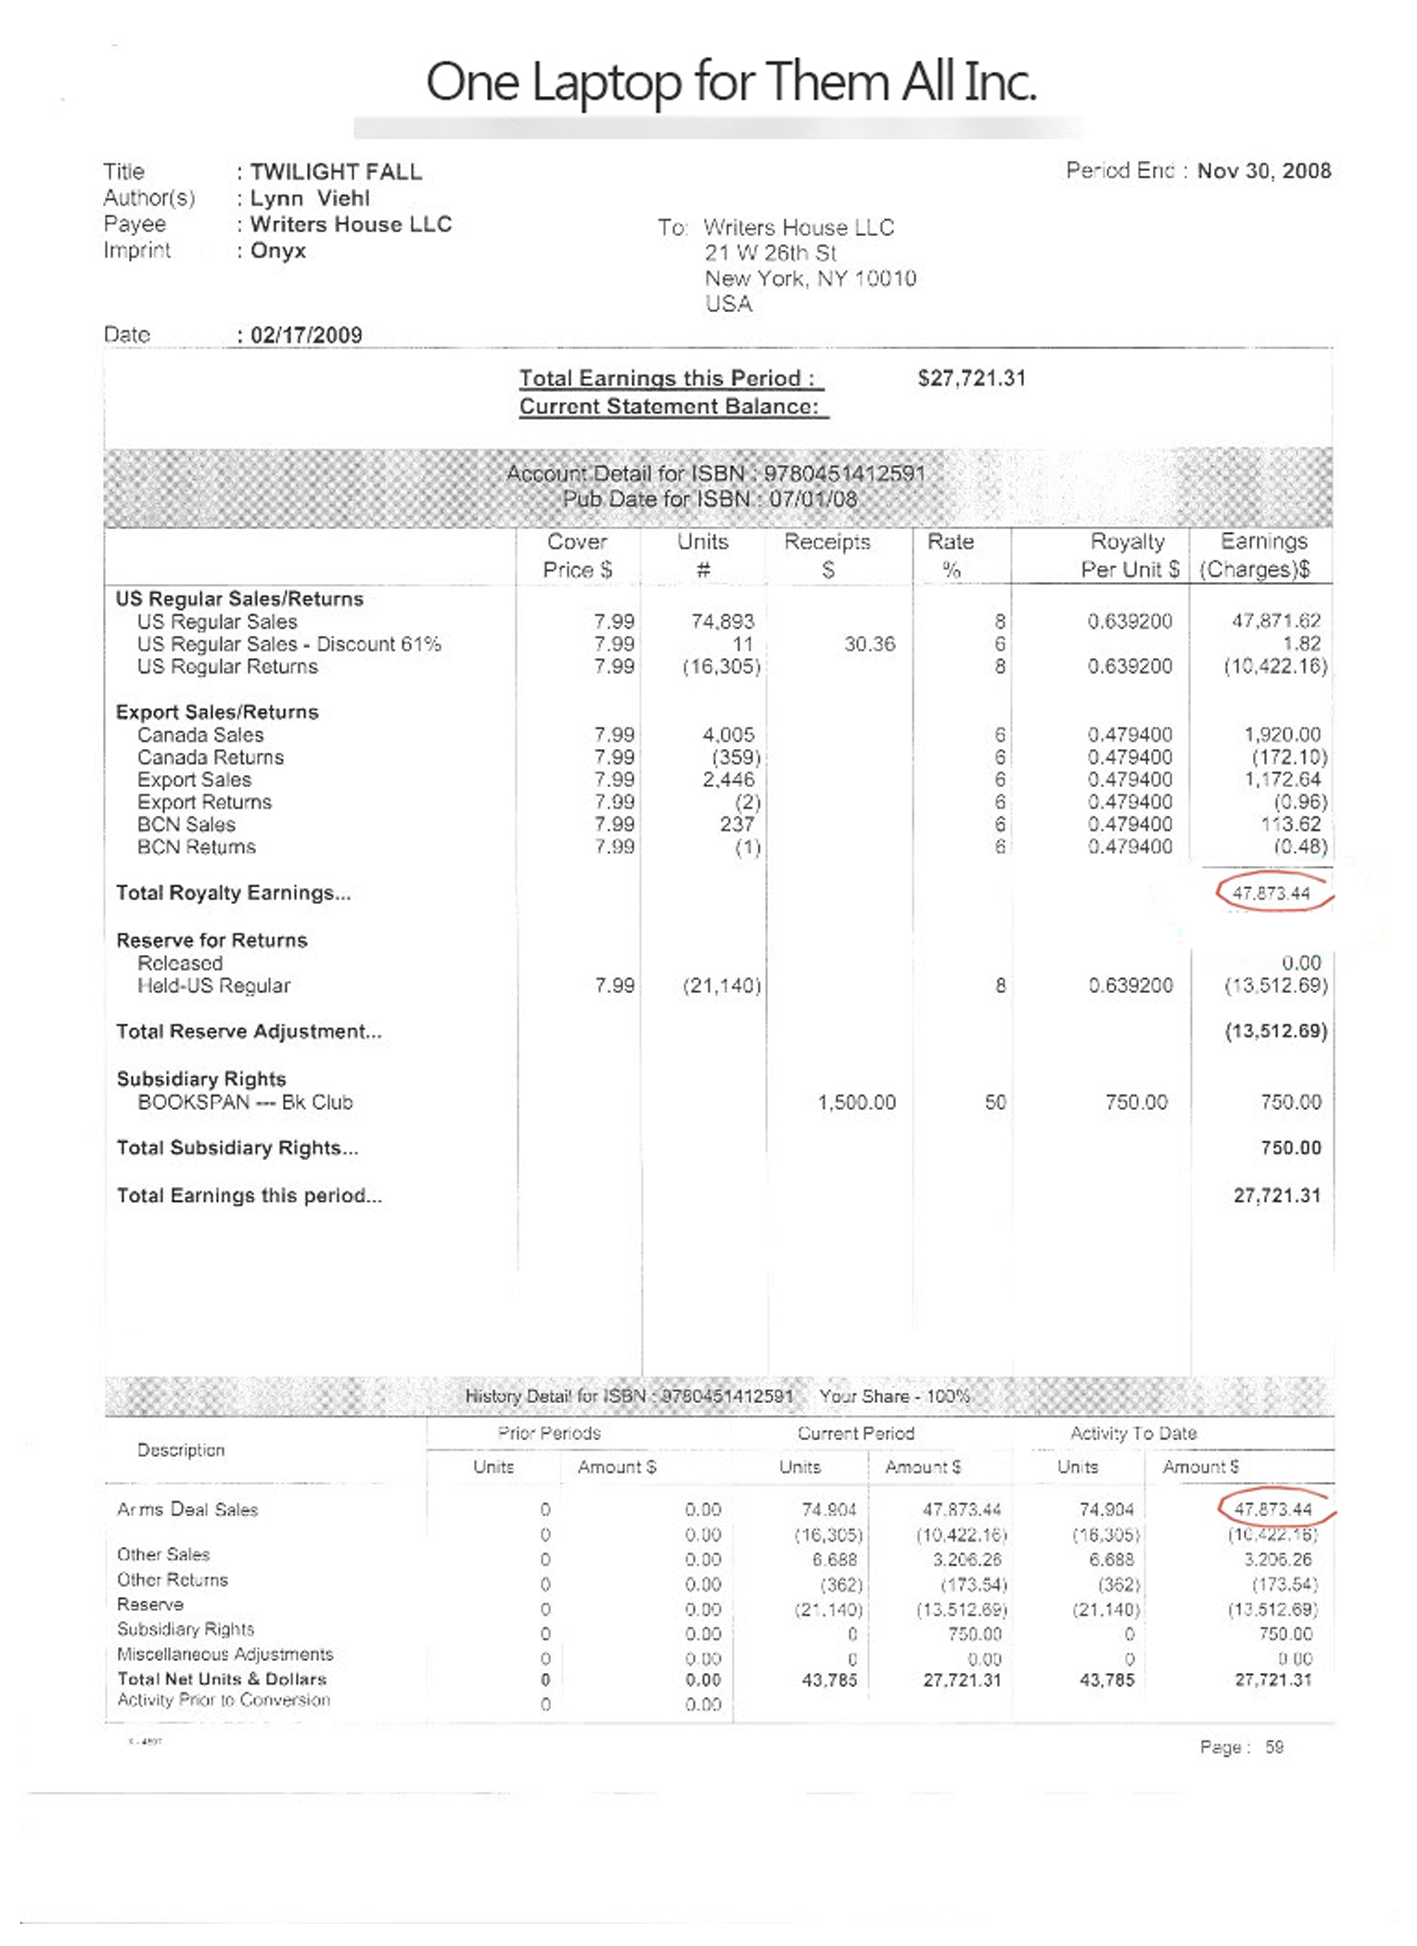 One Laptop for Them All Inc.
Title : TWILIGHT FALL Period End : Nov 30, 2008
Author(s) : Lynn Viehl
Payee : Writers House LLC To: Writers House LLC
Imprint : Onyx 21 W 26th St
New York, NY 10010
USA
Date : 02/17/2009
Total Earnings this Period : $27,721.31
Current Statement Balance:
Account Detail for ISBN : 9780451412591
Pub Date for ISBN : 07/01/08
Cover Units Receipts Rate Royalty Earnings
Price $ # $ % Per Unit $ (Charges)$
US Regular Sales/Returns
US Regular Sales 7.99 74,893 8 0.639200 47,871.62
US Regular Sales - Discount 61% 7.99 11 30.36 6 1.82
US Regular Returns 7.99 (16,305) 8 0.639200 (10,422.16)
Export Sales/Returns
Canada Sales 7.99 4,005 6 0.479400 1,920.00
Canada Returns 7.99 (359) 6 0.479400 (172.10)
Export Sales 7.99 2,446 6 0.479400 1,172.64
Export Returns 7.99 (2) 6 0.479400 (0.96)
BCN Sales 7.99 237 6 0.479400 113.62
BCN Returns 7.99 (1) 6 0.479400 (0.48)
Total Royalty Earnings... 47.873.44
Reserve for Returns
Released 0.00
Held-US Regular 7.99 (21,140) 8 0.639200 (13,512.69)
Total Reserve Adjustment... (13,512.69)
Subsidiary Rights
BOOKSPAN --- Bk Club 1,500.00 50 750.00 750.00
Total Subsidiary Rights... 750.00
Total Earnings this period... 27,721.31
History Detail for ISBN : 9780451412591 Your Share - 100%
Prior Periods Current Period Activity To Date
Description
Units Amount $ Units Amount $ Units Amount $
Arms Deal Sales 0 0.00 74.904 47.873.44 74.904 47.873.44
0 0.00 (16,305) (10,422.16) (16,305) (10,422.16)
Other Sales 0 0.00 6.688 3.206.26 6.688 3.206.26
Other Returns 0 0.00 (362) (173.54) (362) (173.54)
Reserve 0 0.00 (21.140) (13.512.69) (21.140) (13.512.69)
Subsidiary Rights 0 0.00 0 750.00 0 750.00
Miscellaneous Adjustments 0 0.00 0 0.00 0 0.00
Total Net Units & Dollars 0 0.00 43,785 27,721.31 43,785 27,721.31
Activity Prior to Conversion 0 0.00
Page : 59